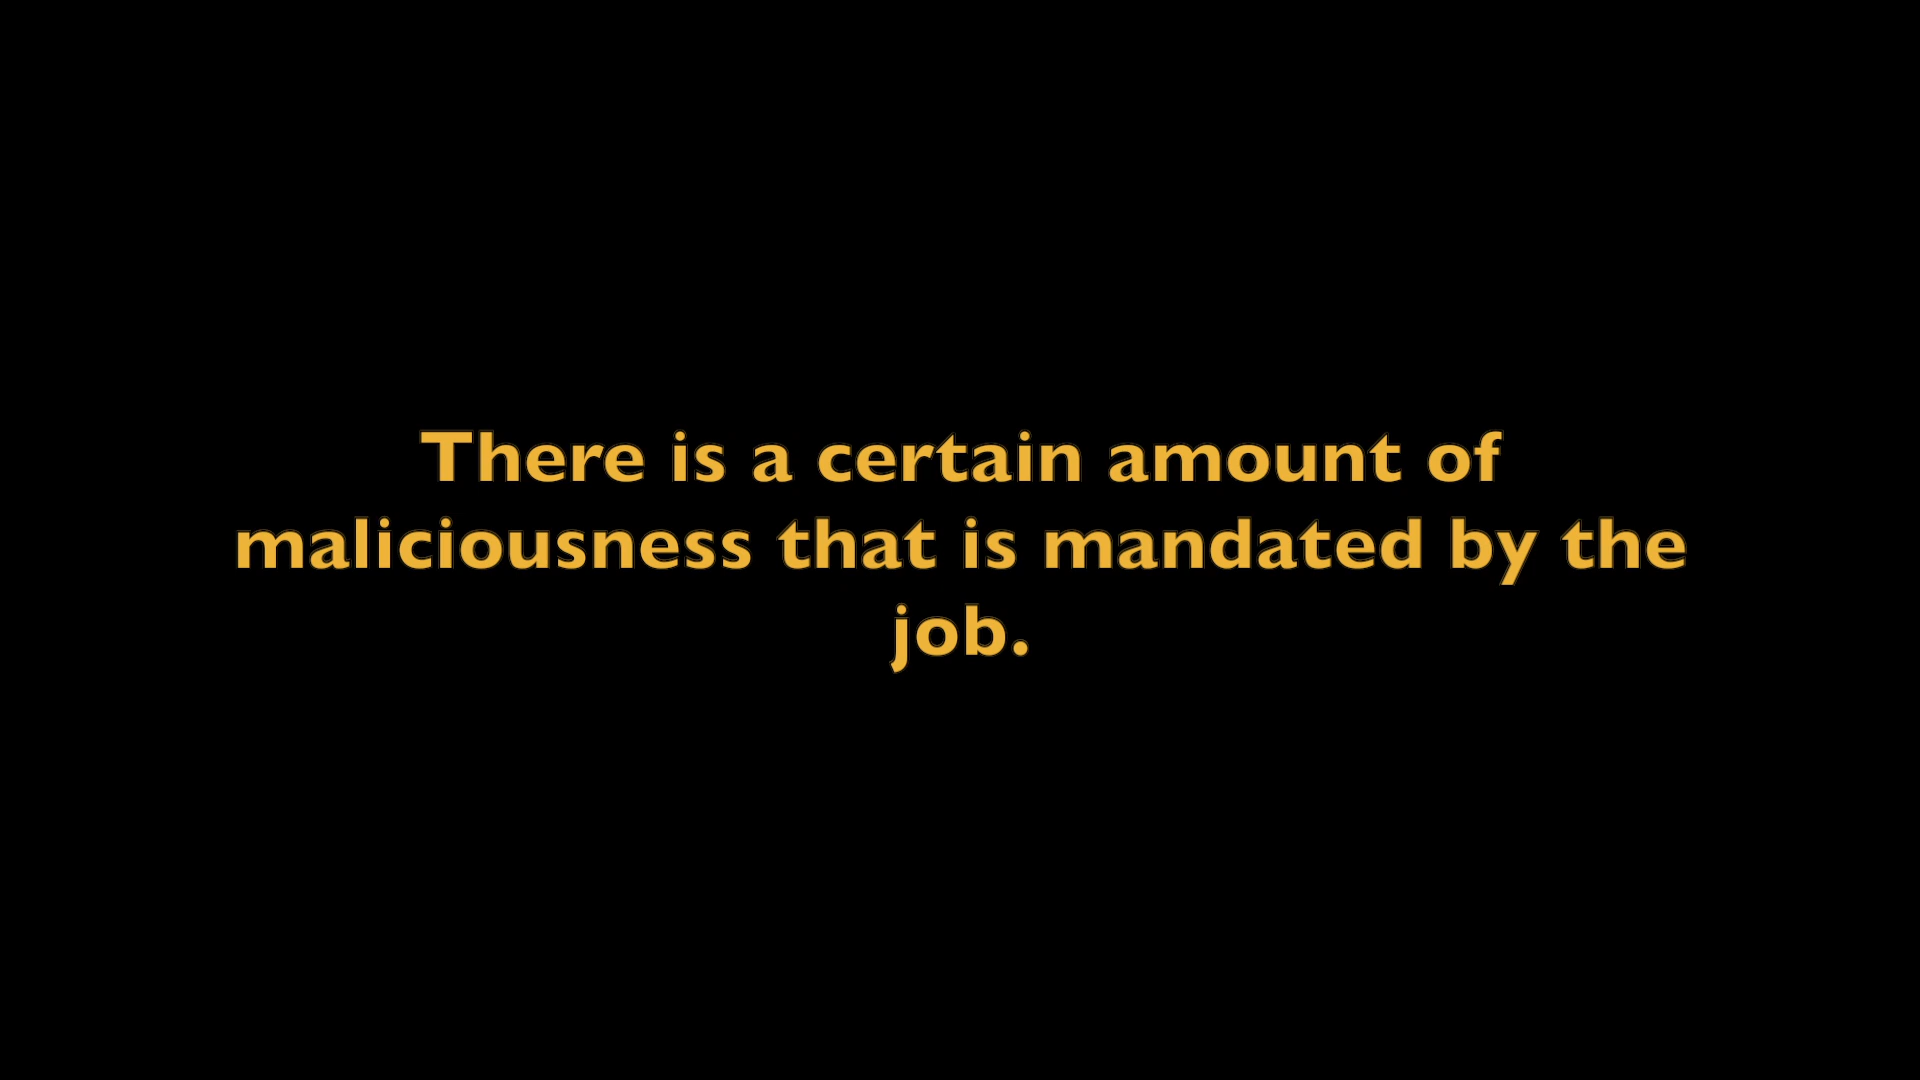 There is a certain amount of
maliciousness that is mandated by the
job.